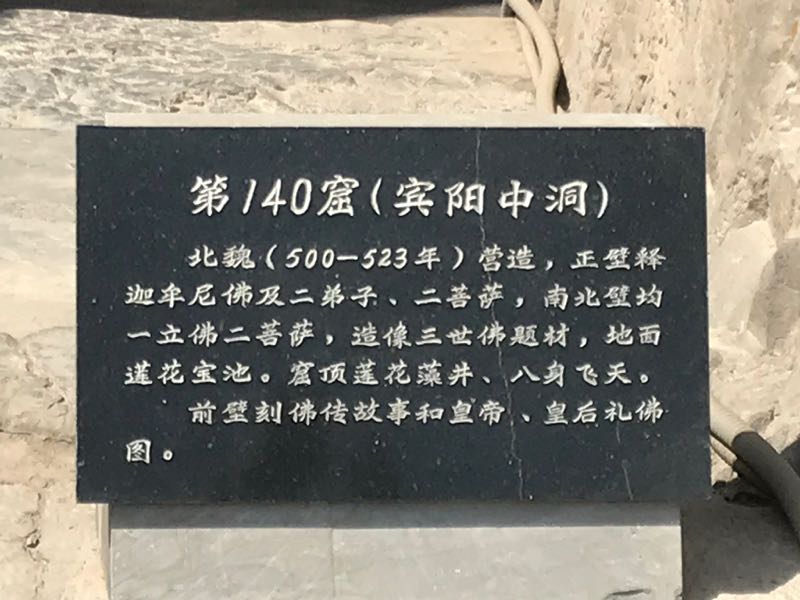 第140窟(宾阳中洞)
北魏(500—523年)营造，正壁释
迦牟尼佛及二弟子、二菩萨，南北壁均
一立佛二菩萨，造像三世佛题材，地面
莲花宝池。窟顶莲花藻井、八身飞天。
前壁刻佛传故事和皇帝、皇后礼佛
图。